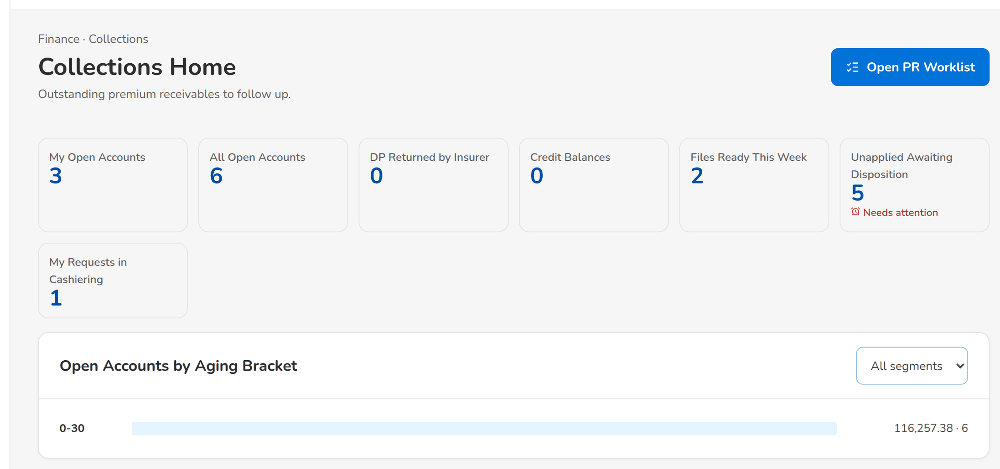 Finance · Collections
Collections Home
Outstanding premium receivables to follow up.
Open PR Worklist
My Open Accounts
3
All Open Accounts
6
DP Returned by Insurer
0
Credit Balances
0
Files Ready This Week
2
Unapplied Awaiting
Disposition
5
Needs attention
My Requests in
Cashiering
1
Open Accounts by Aging Bracket
All segments
0-30
116,257.38 · 6